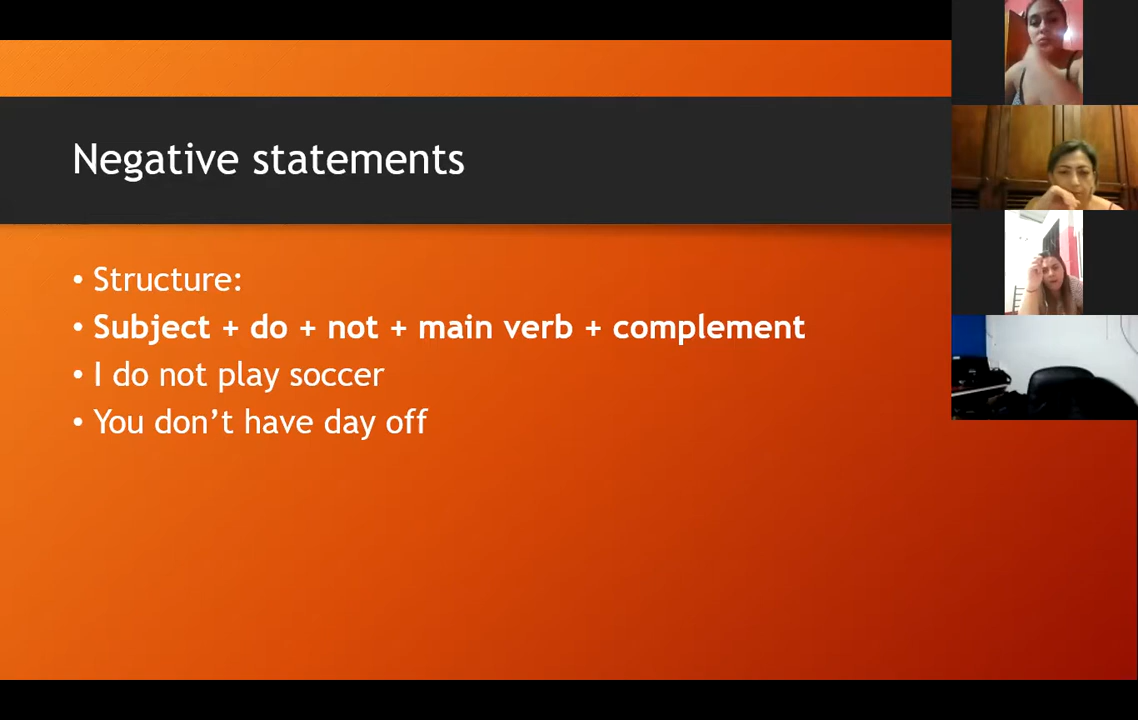 Negative statements
• Structure:
• Subject + do + not + main verb + complement
• I do not play soccer
• You don’t have day off